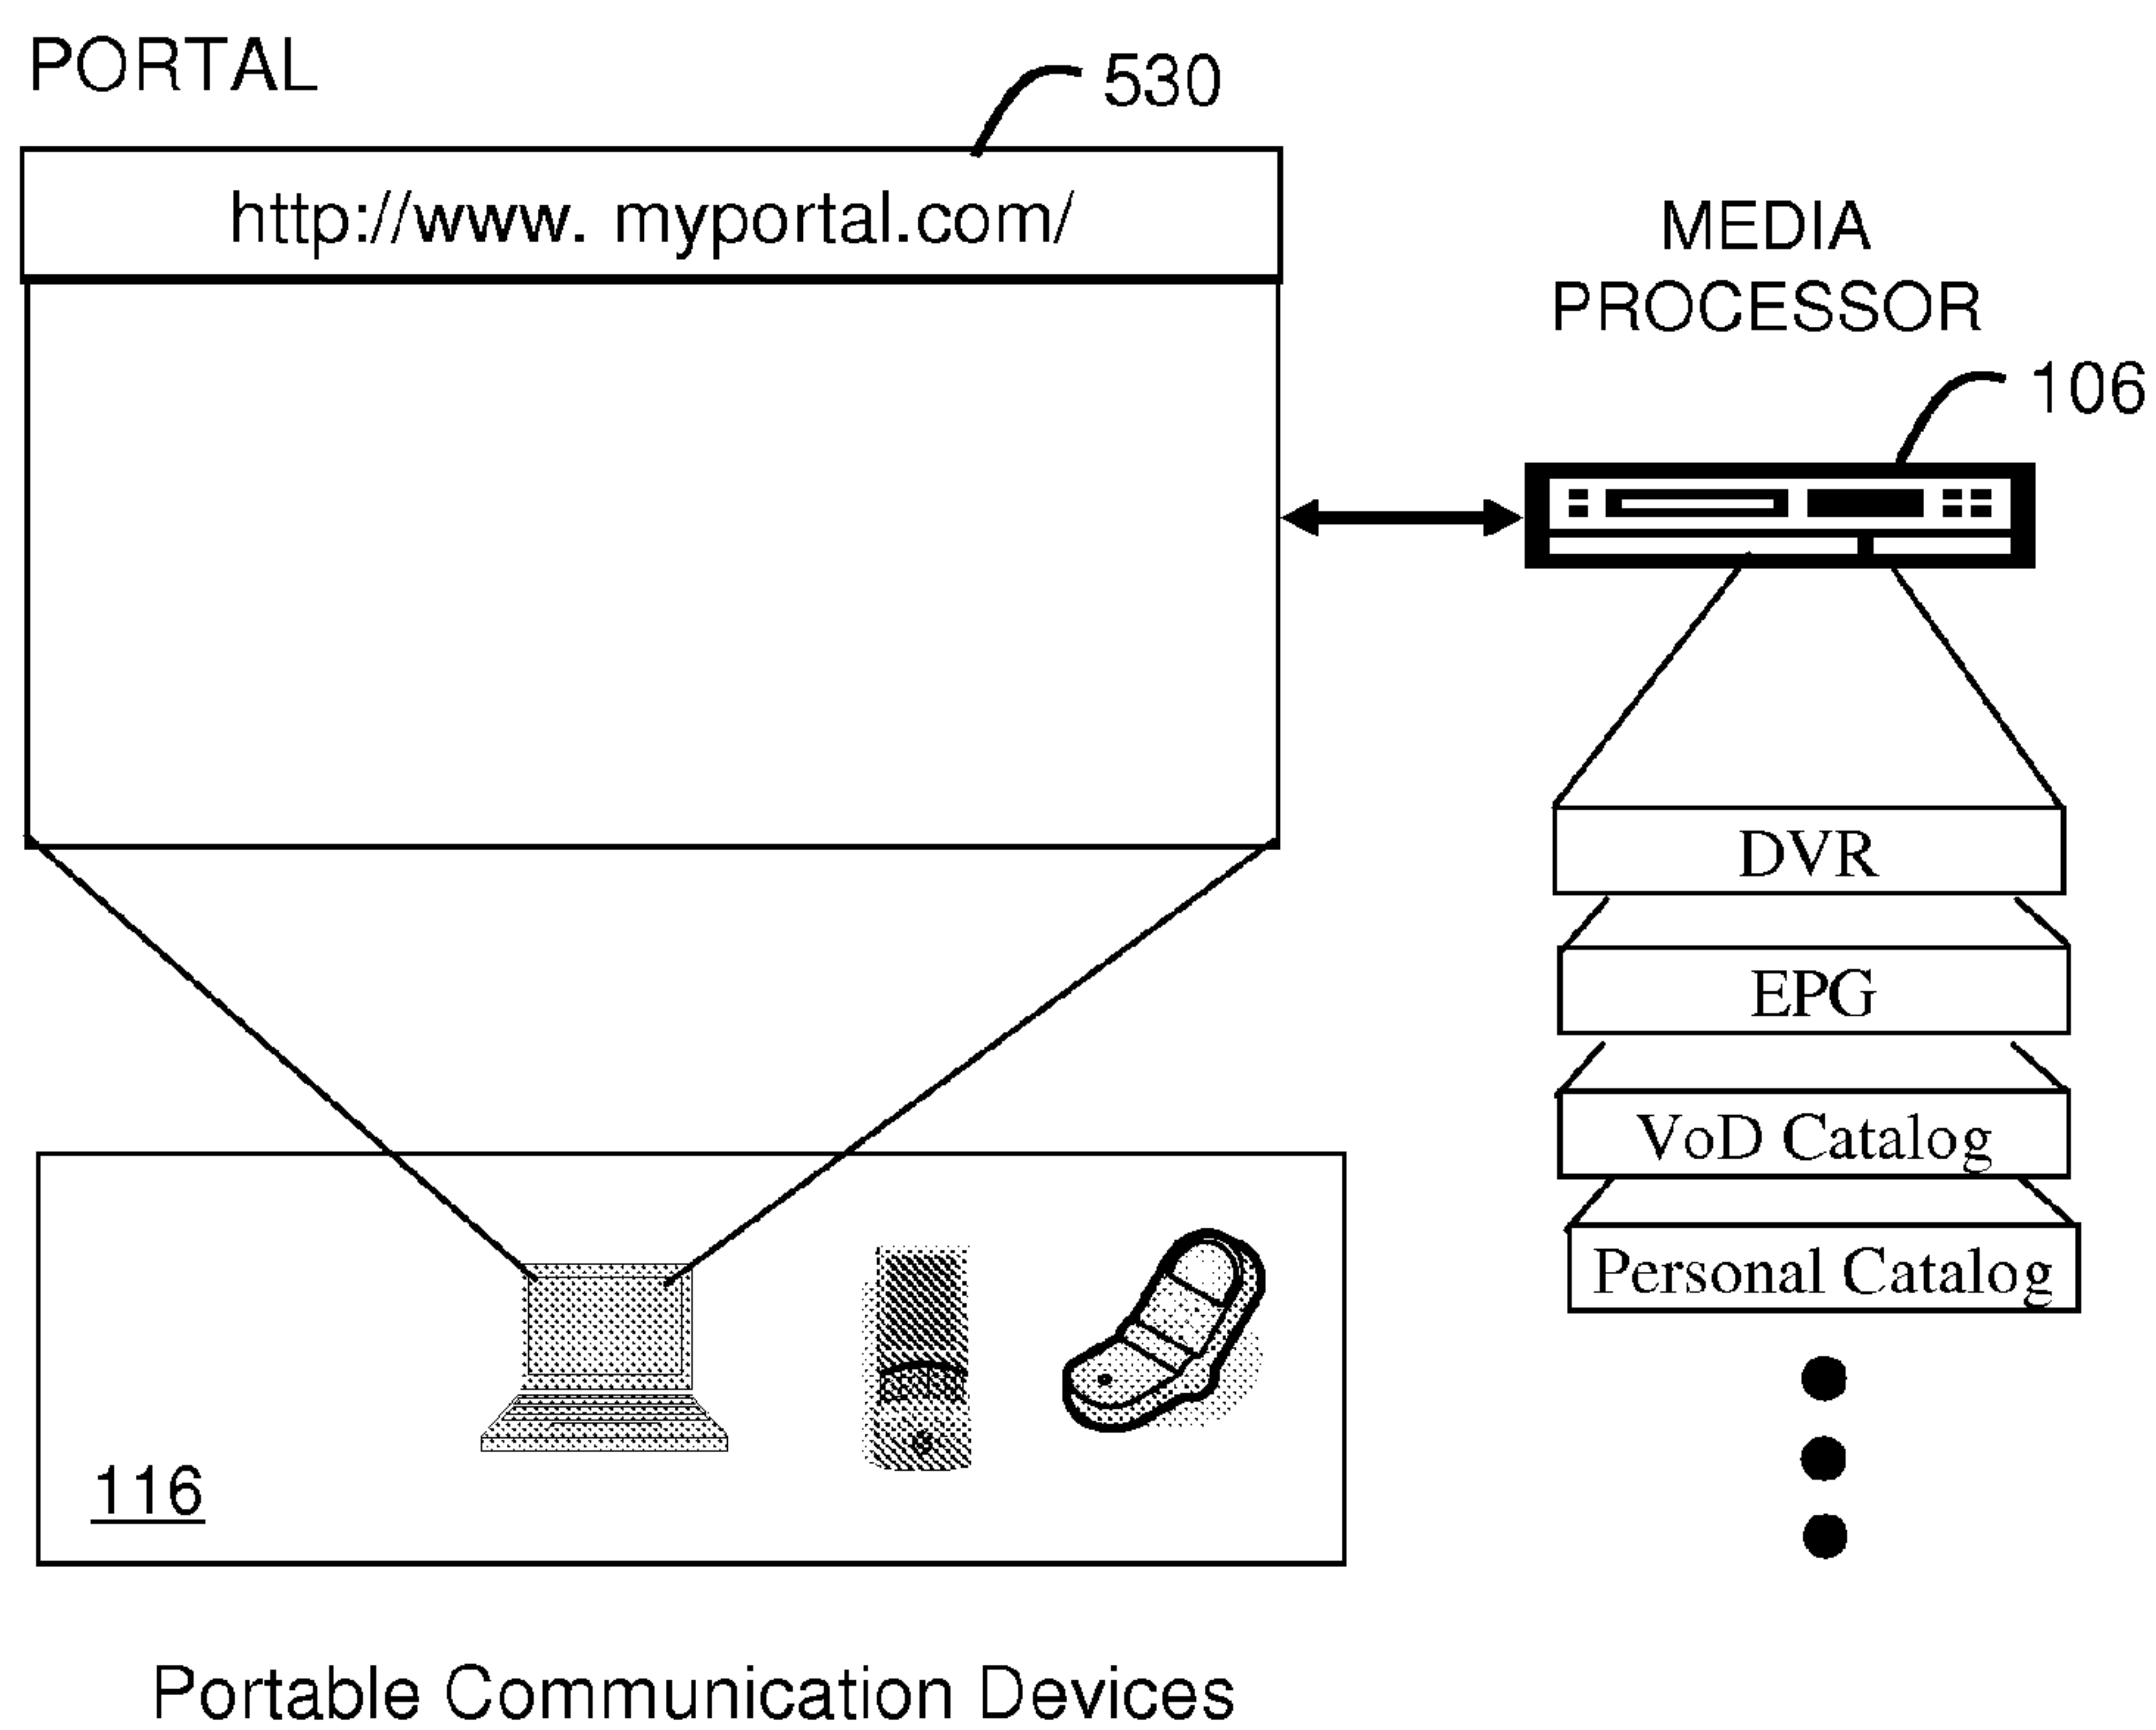 PORTAL
530
http://www. myportal.com/
MEDIA
PROCESSOR
106
DVR
EPG
VoD Catalog
Personal Catalog
116
Portable Communication Devices